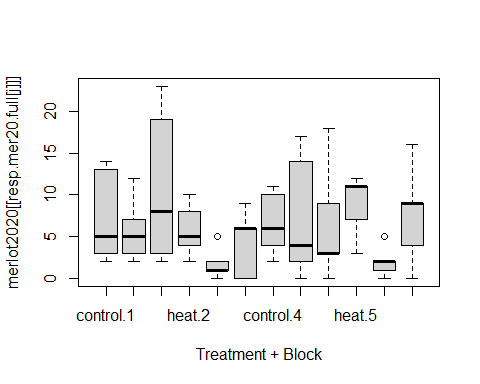 merlot2020[[resp.mer20.full[j]]]
20
15
10
5
0
control.1 heat.2 control.4 heat.5
Treatment + Block